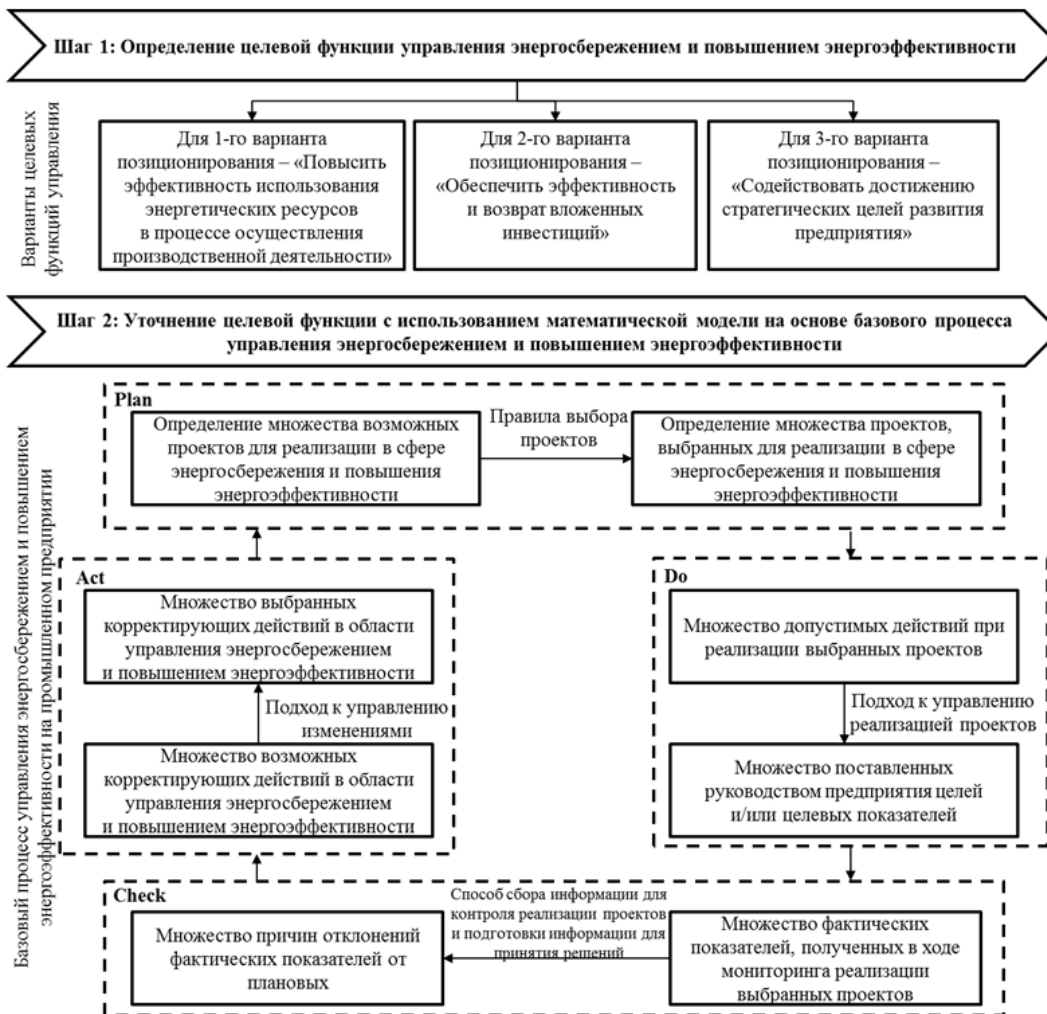 Шаг 1: Определение целевой функции управления энергосбережением и повышением энергоэффективности
Варианты целевых
функций управления
Для 1-го варианта
позиционирования – «Повысить
эффективность использования
энергетических ресурсов
в процессе осуществления
производственной деятельности»
Для 2-го варианта
позиционирования –
«Обеспечить эффективность
и возврат вложенных
инвестиций»
Для 3-го варианта
позиционирования –
«Содействовать достижению
стратегических целей развития
предприятия»
Шаг 2: Уточнение целевой функции с использованием математической модели на основе базового процесса
управления энергосбережением и повышением энергоэффективности
Базовый процесс управления энергосбережением и повышением
энергоэффективности на промышленном предприятии
Plan
Определение множества возможных
проектов для реализации в сфере
энергосбережения и повышения
энергоэффективности
Правила выбора
проектов
Определение множества проектов,
выбранных для реализации в сфере
энергосбережения и повышения
энергоэффективности
Act
Множество выбранных
корректирующих действий в области
управления энергосбережением
и повышением энергоэффективности
Подход к управлению
изменениями
Множество возможных
корректирующих действий в области
управления энергосбережением
и повышением энергоэффективности
Do
Множество допустимых действий при
реализации выбранных проектов
Подход к управлению
реализацией проектов
Множество поставленных
руководством предприятия целей
и/или целевых показателей
Check
Множество причин отклонений
фактических показателей от
плановых
Способ сбора информации для
контроля реализации проектов
и подготовки информации для
принятия решений
Множество фактических
показателей, полученных в ходе
мониторинга реализации
выбранных проектов